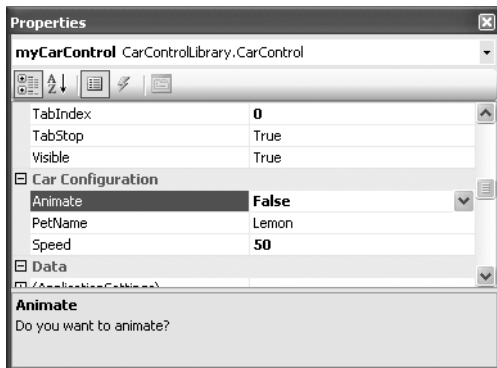 Properties
myCarControl CarControlLibrary.CarControl
TabIndex 0
TabStop True
Visible True
Car Configuration
Animate False
PetName Lemon
Speed 50
Data
Animate
Do you want to animate?